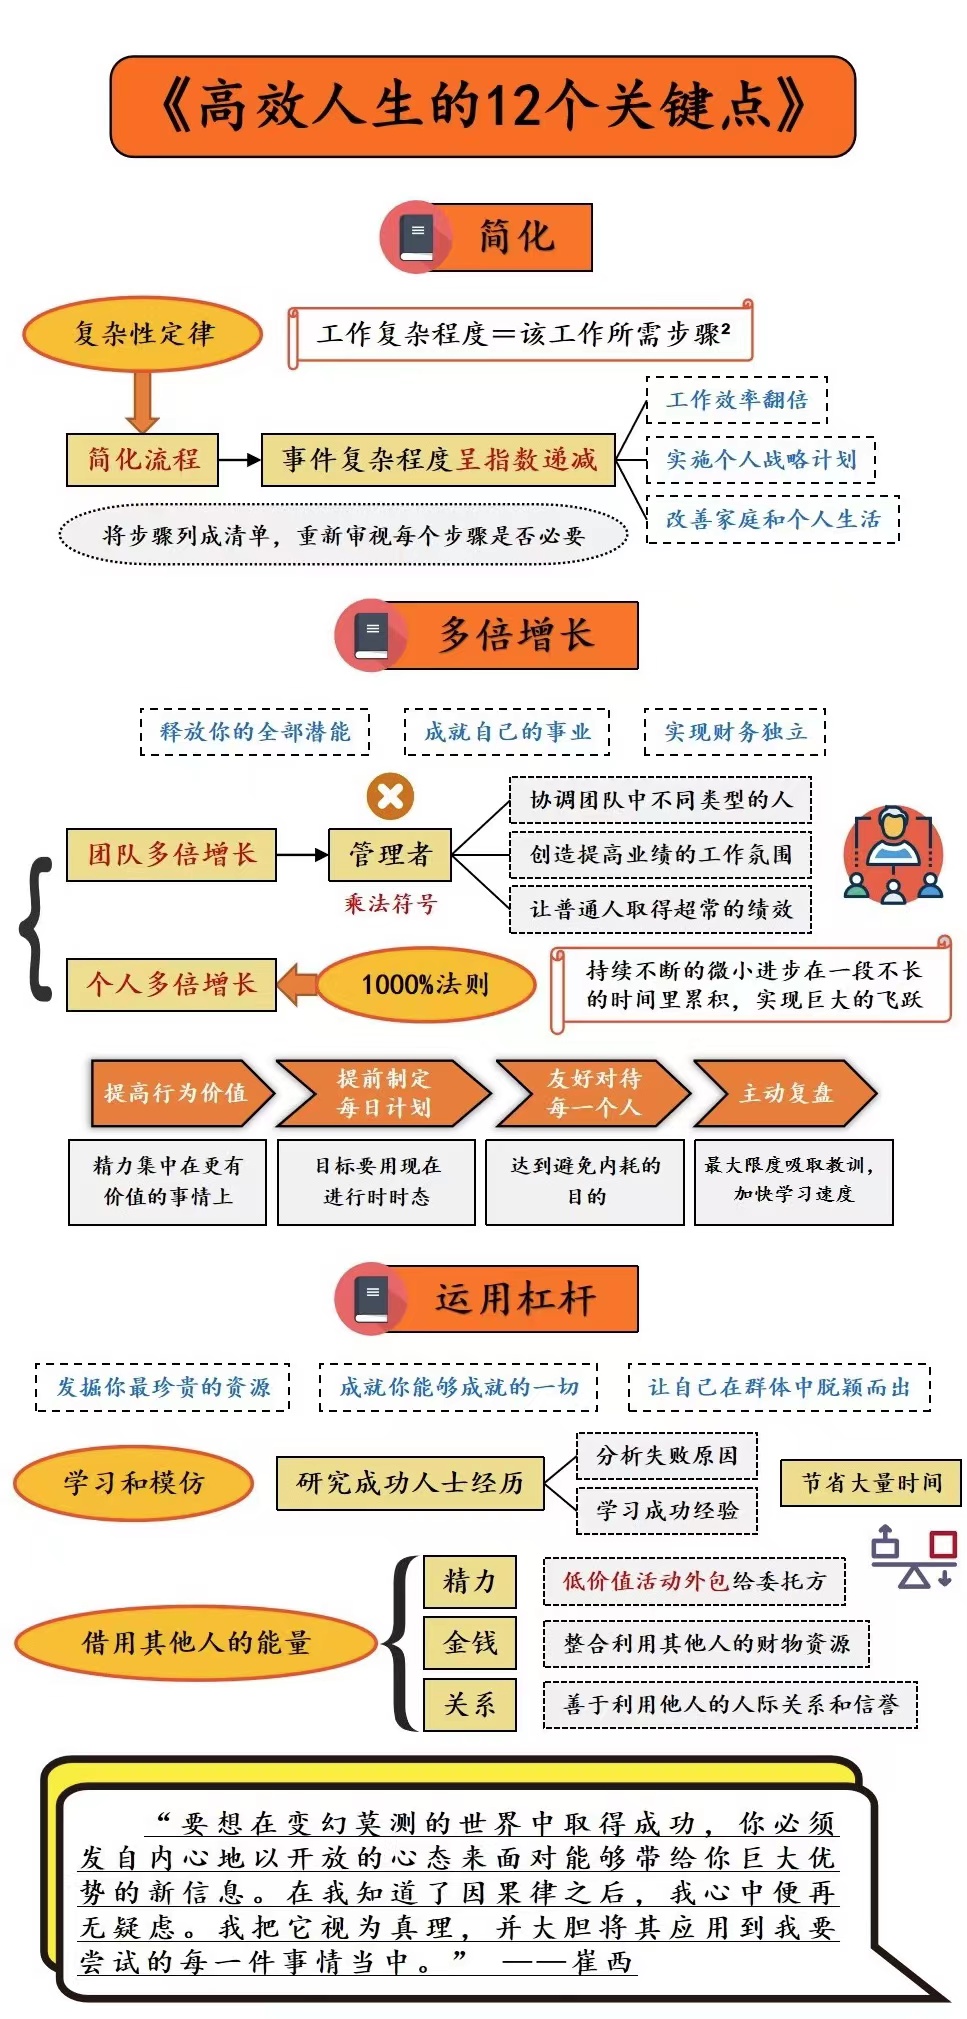 《高效人生的12个关键点》
简化
复杂性定律
工作复杂程度=该工作所需步骤²
简化流程
事件复杂程度呈指数递减
工作效率翻倍
实施个人战略计划
改善家庭和个人生活
将步骤列成清单，重新审视每个步骤是否必要
多倍增长
释放你的全部潜能
成就自己的事业
实现财务独立
团队多倍增长
管理者
乘法符号
协调团队中不同类型的人
创造提高业绩的工作氛围
让普通人取得超常的绩效
个人多倍增长
1000%法则
持续不断的微小进步在一段不长
的时间里累积，实现巨大的飞跃
提高行为价值
提前制定
每日计划
友好对待
每一个人
主动复盘
精力集中在更有
价值的事情上
目标要用现在
进行时时态
达到避免内耗的
目的
最大限度吸取教训，
加快学习速度
运用杠杆
发掘你最珍贵的资源
成就你能够成就的一切
让自己在群体中脱颖而出
学习和模仿
研究成功人士经历
分析失败原因
学习成功经验
节省大量时间
借用其他人的能量
精力
低价值活动外包给委托方
金钱
整合利用其他人的财物资源
关系
善于利用他人的人际关系和信誉
“要想在变幻莫测的世界中取得成功，你必须
发自内心地以开放的心态来面对能够带给你巨大优
势的新信息。在我知道了因果律之后，我心中便再
无疑虑。我把它视为真理，并大胆将其应用到我要
尝试的每一件事情当中。” ——崔西